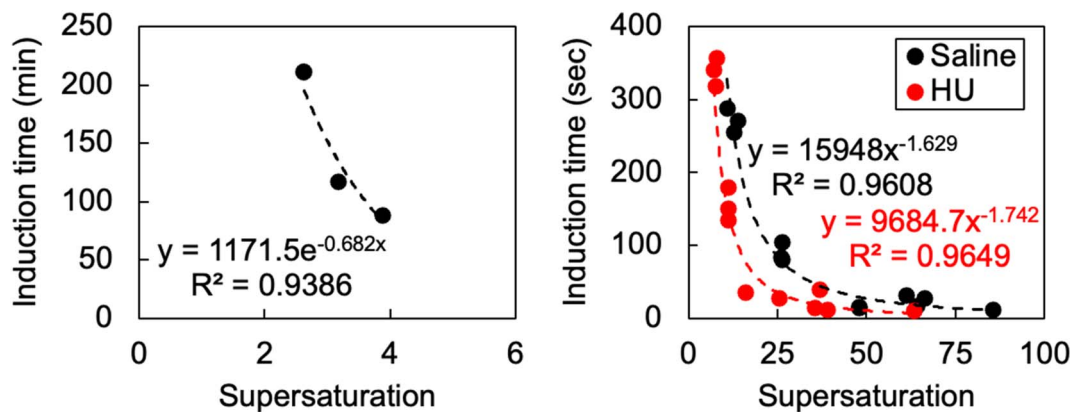 Induction time (min)
250
200
150
100
50
0
y = 1171.5e^-0.682x
R² = 0.9386
0 2 4 6
Supersaturation
Induction time (sec)
400
300
200
100
0
Saline
HU
y = 15948x^-1.629
R² = 0.9608
y = 9684.7x^-1.742
R² = 0.9649
0 25 50 75 100
Supersaturation